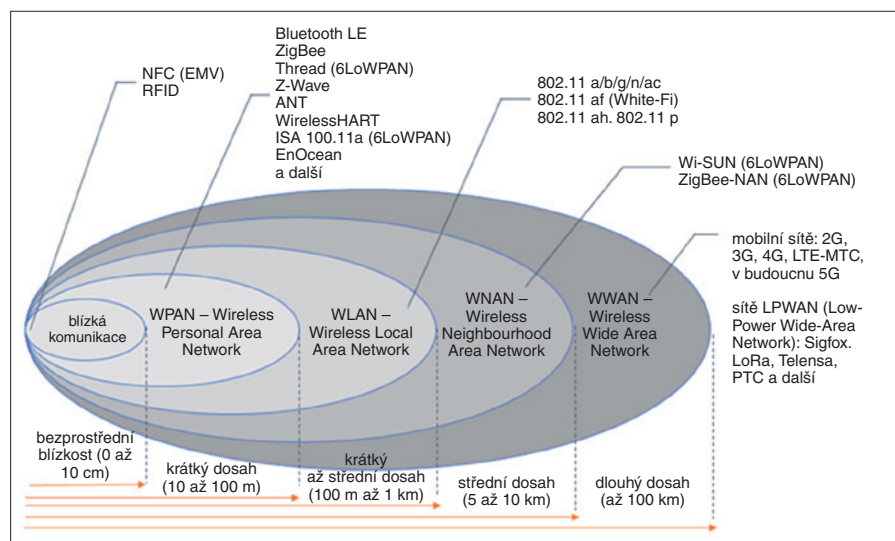 NFC (EMV)
RFID
Bluetooth LE
ZigBee
Thread (6LoWPAN)
Z-Wave
ANT
WirelessHART
ISA 100.11a (6LoWPAN)
EnOcean
a další
802.11 a/b/g/n/ac
802.11 af (White-Fi)
802.11 ah. 802.11 p
Wi-SUN (6LoWPAN)
ZigBee-NAN (6LoWPAN)
mobilní sítě: 2G,
3G, 4G, LTE-MTC,
v budoucnu 5G
sítě LPWAN (Low-
Power Wide-Area
Network): Sigfox.
LoRa, Telensa,
PTC a další
blízká
komunikace
WPAN – Wireless
Personal Area
Network
WLAN –
Wireless Local
Area Network
WNAN –
Wireless
Neighbourhood
Area Network
WWAN –
Wireless
Wide Area
Network
bezprostřední
blízkost (0 až
10 cm)
krátký dosah
(10 až 100 m)
krátký
až střední dosah
(100 m až 1 km)
střední dosah
(5 až 10 km)
dlouhý dosah
(až 100 km)